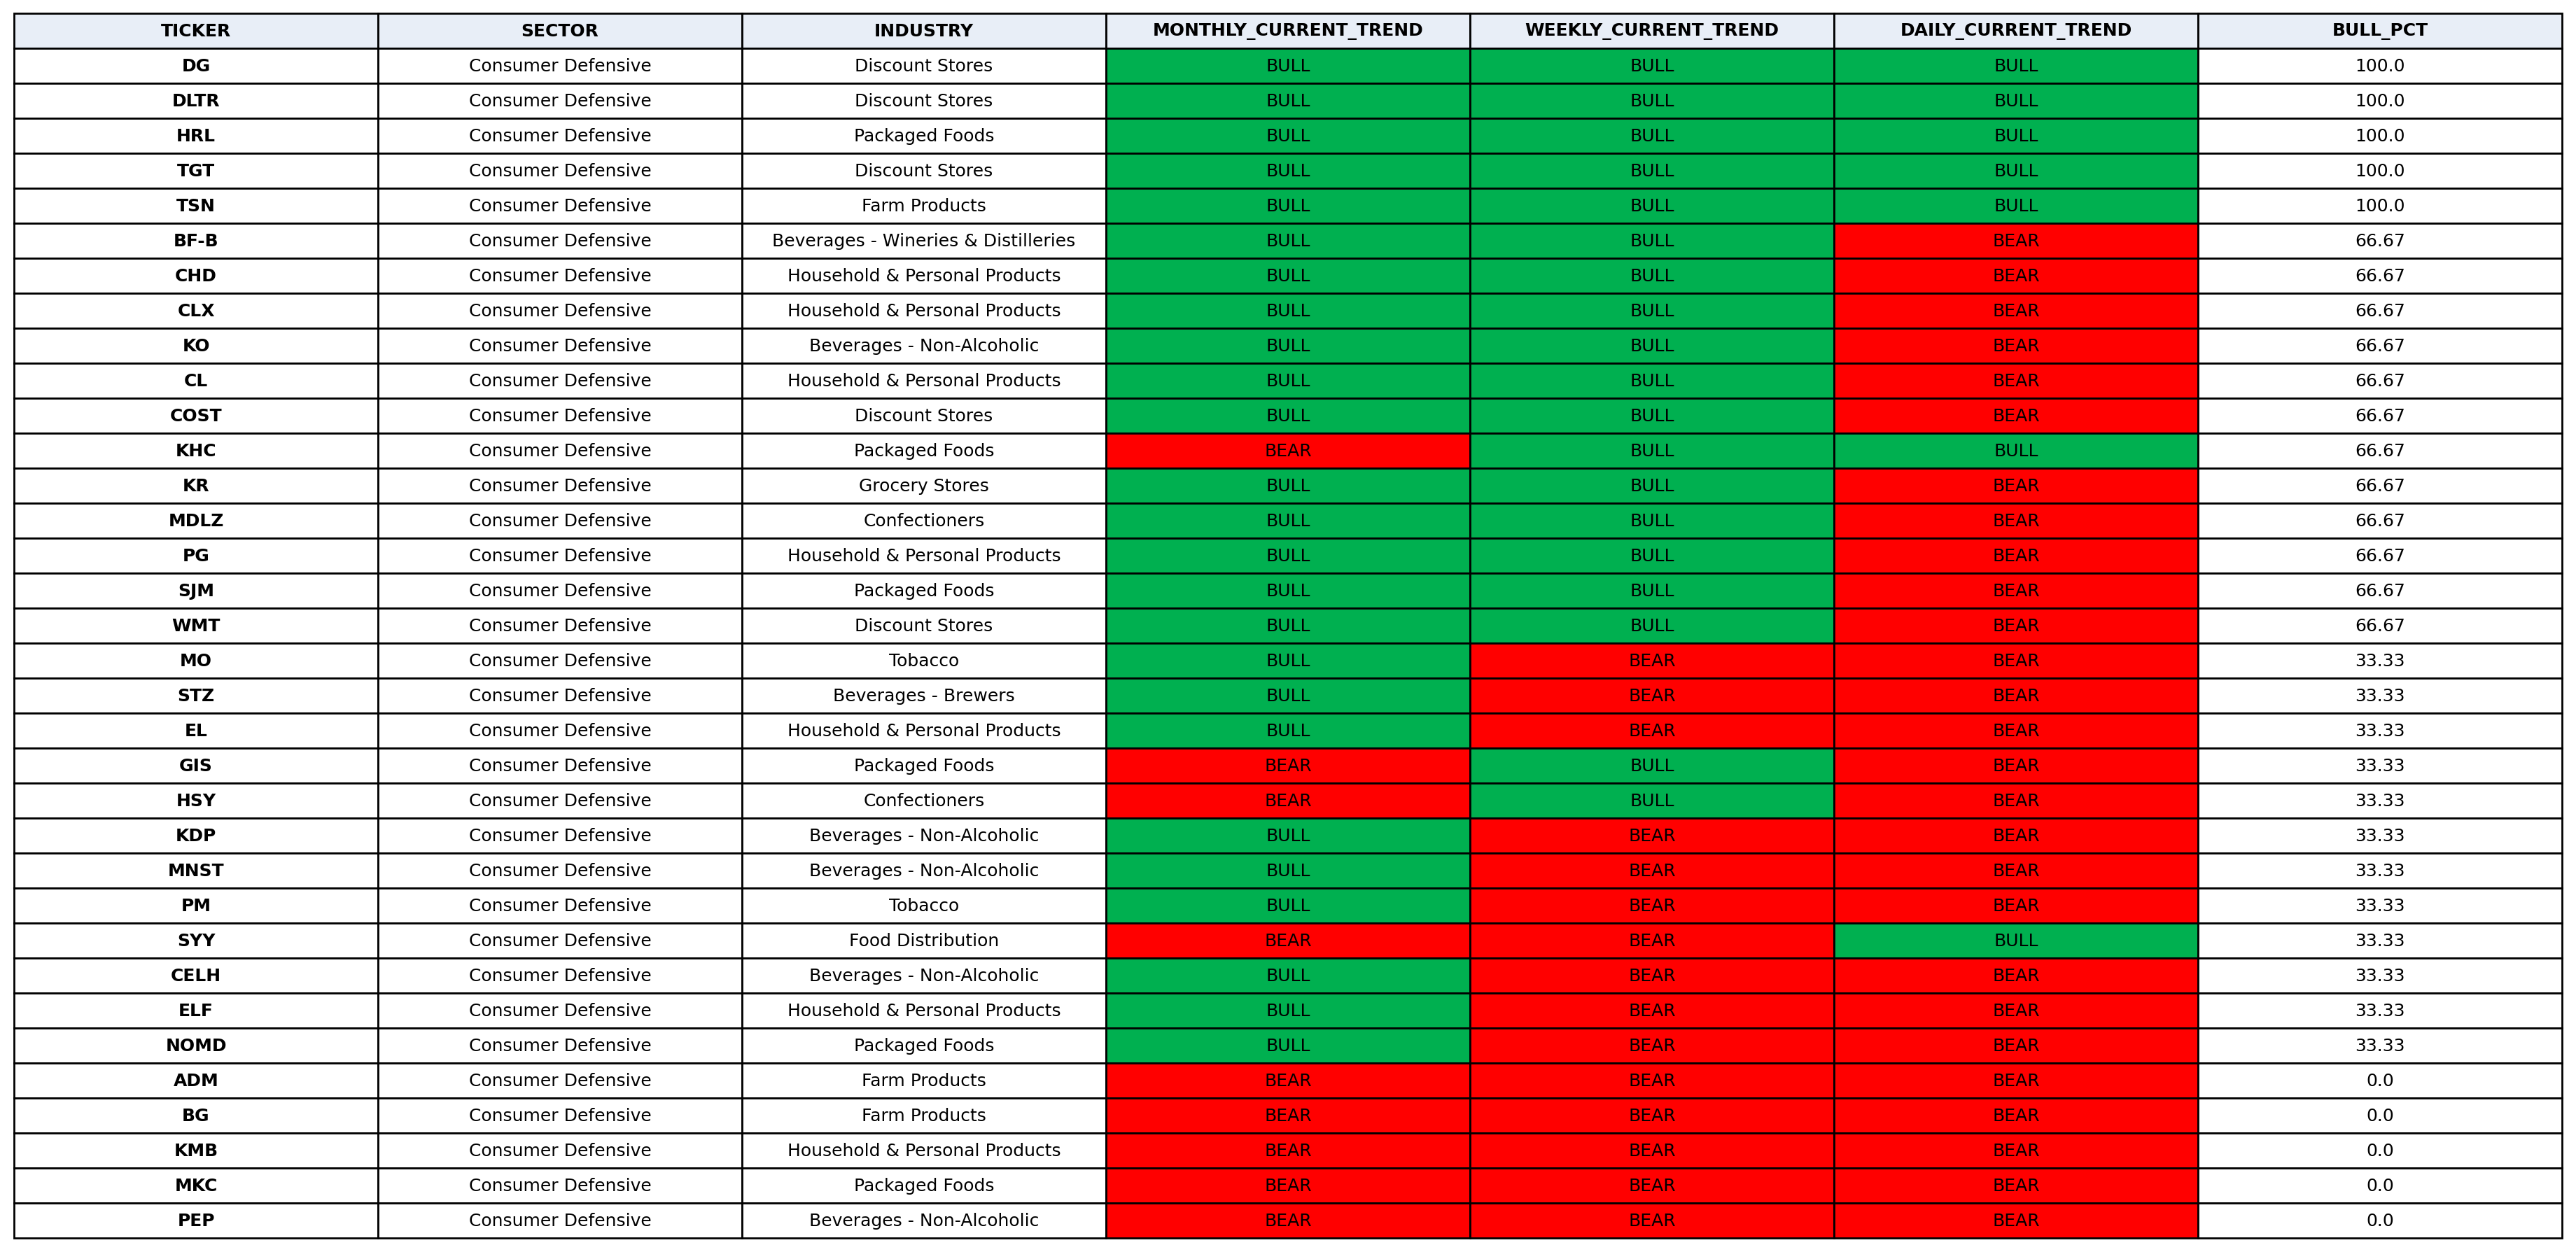 TICKER SECTOR INDUSTRY MONTHLY_CURRENT_TREND WEEKLY_CURRENT_TREND DAILY_CURRENT_TREND BULL_PCT
DG Consumer Defensive Discount Stores BULL BULL BULL 100.0
DLTR Consumer Defensive Discount Stores BULL BULL BULL 100.0
HRL Consumer Defensive Packaged Foods BULL BULL BULL 100.0
TGT Consumer Defensive Discount Stores BULL BULL BULL 100.0
TSN Consumer Defensive Farm Products BULL BULL BULL 100.0
BF-B Consumer Defensive Beverages - Wineries & Distilleries BULL BULL BEAR 66.67
CHD Consumer Defensive Household & Personal Products BULL BULL BEAR 66.67
CLX Consumer Defensive Household & Personal Products BULL BULL BEAR 66.67
KO Consumer Defensive Beverages - Non-Alcoholic BULL BULL BEAR 66.67
CL Consumer Defensive Household & Personal Products BULL BULL BEAR 66.67
COST Consumer Defensive Discount Stores BULL BULL BEAR 66.67
KHC Consumer Defensive Packaged Foods BEAR BULL BULL 66.67
KR Consumer Defensive Grocery Stores BULL BULL BEAR 66.67
MDLZ Consumer Defensive Confectioners BULL BULL BEAR 66.67
PG Consumer Defensive Household & Personal Products BULL BULL BEAR 66.67
SJM Consumer Defensive Packaged Foods BULL BULL BEAR 66.67
WMT Consumer Defensive Discount Stores BULL BULL BEAR 66.67
MO Consumer Defensive Tobacco BULL BEAR BEAR 33.33
STZ Consumer Defensive Beverages - Brewers BULL BEAR BEAR 33.33
EL Consumer Defensive Household & Personal Products BULL BEAR BEAR 33.33
GIS Consumer Defensive Packaged Foods BEAR BULL BEAR 33.33
HSY Consumer Defensive Confectioners BEAR BULL BEAR 33.33
KDP Consumer Defensive Beverages - Non-Alcoholic BULL BEAR BEAR 33.33
MNST Consumer Defensive Beverages - Non-Alcoholic BULL BEAR BEAR 33.33
PM Consumer Defensive Tobacco BULL BEAR BEAR 33.33
SYY Consumer Defensive Food Distribution BEAR BEAR BULL 33.33
CELH Consumer Defensive Beverages - Non-Alcoholic BULL BEAR BEAR 33.33
ELF Consumer Defensive Household & Personal Products BULL BEAR BEAR 33.33
NOMD Consumer Defensive Packaged Foods BULL BEAR BEAR 33.33
ADM Consumer Defensive Farm Products BEAR BEAR BEAR 0.0
BG Consumer Defensive Farm Products BEAR BEAR BEAR 0.0
KMB Consumer Defensive Household & Personal Products BEAR BEAR BEAR 0.0
MKC Consumer Defensive Packaged Foods BEAR BEAR BEAR 0.0
PEP Consumer Defensive Beverages - Non-Alcoholic BEAR BEAR BEAR 0.0